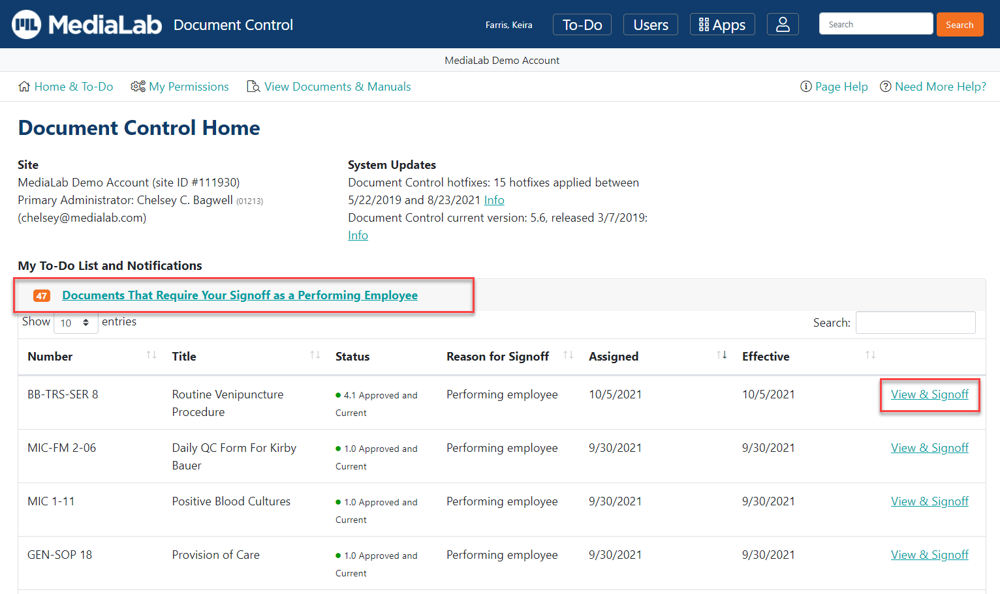 ML MediaLab Document Control
Farris, Keira
To-Do
Users
Apps
Search
Search
MediaLab Demo Account
Home & To-Do
My Permissions
View Documents & Manuals
Page Help
Need More Help?
Document Control Home
Site
MediaLab Demo Account (site ID #111930)
Primary Administrator: Chelsey C. Bagwell (01213)
(chelsey@medialab.com)
System Updates
Document Control hotfixes: 15 hotfixes applied between
5/22/2019 and 8/23/2021 Info
Document Control current version: 5.6, released 3/7/2019:
Info
My To-Do List and Notifications
47 Documents That Require Your Signoff as a Performing Employee
Show 10 entries
Search:
Number Title Status Reason for Signoff Assigned Effective
BB-TRS-SER 8
Routine Venipuncture
Procedure
4.1 Approved and
Current
Performing employee
10/5/2021
10/5/2021
View & Signoff
MIC-FM 2-06
Daily QC Form For Kirby
Bauer
1.0 Approved and
Current
Performing employee
9/30/2021
9/30/2021
View & Signoff
MIC 1-11
Positive Blood Cultures
1.0 Approved and
Current
Performing employee
9/30/2021
9/30/2021
View & Signoff
GEN-SOP 18
Provision of Care
1.0 Approved and
Current
Performing employee
9/30/2021
9/30/2021
View & Signoff